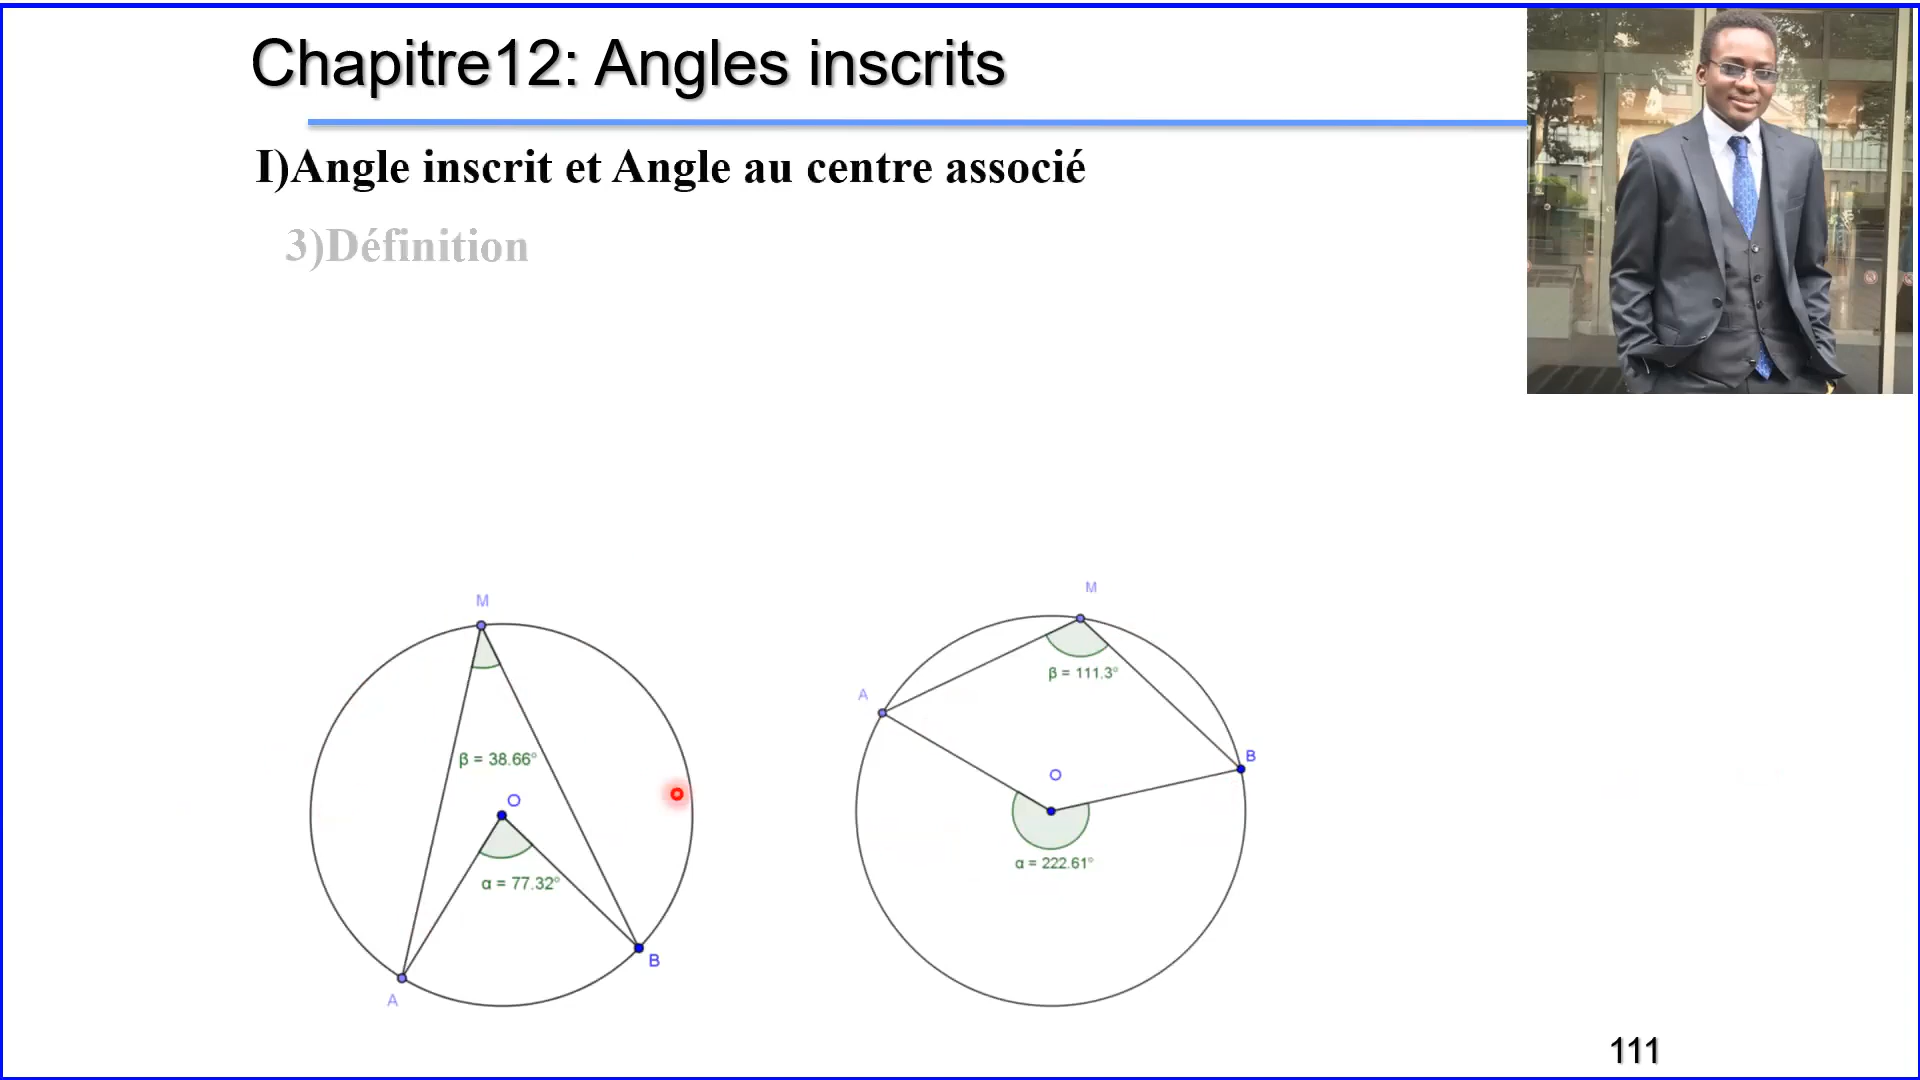 Chapitre12: Angles inscrits
I)Angle inscrit et Angle au centre associé
3)Définition
M
β = 38.66°
O
α = 77.32°
B
A
M
β = 111.3°
A
B
O
α = 222.61°
111